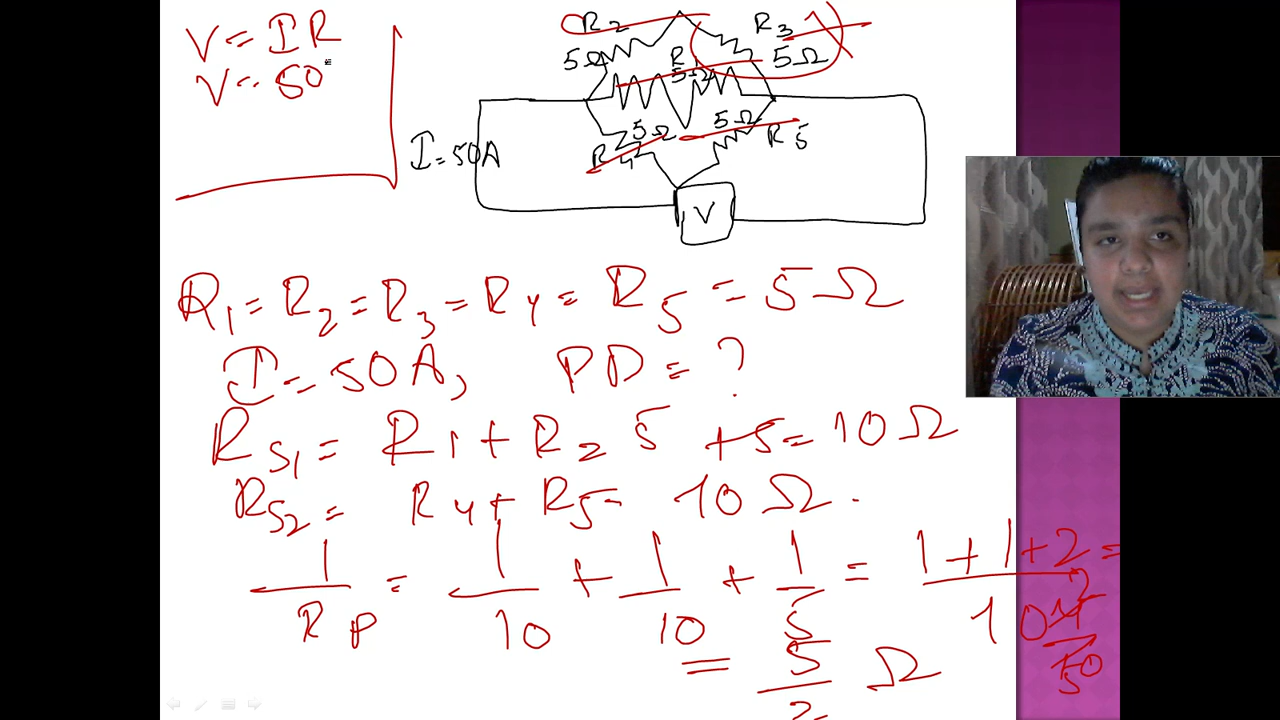 V = IR
V = 50
R2
R3
5Ω
R1
5Ω
5Ω
5Ω
5Ω
R4
R5
I = 50A
V
R1 = R2 = R3 = R4 = R5 = 5Ω
I = 50A, PD = ?
RS1 = R1 + R2 5 + 5 = 10Ω
RS2 = R4 + R5 = 10Ω.
1/RP = 1/10 + 1/10 + 1/5 = 1 + 1 + 2/10 =
= 5/2 Ω